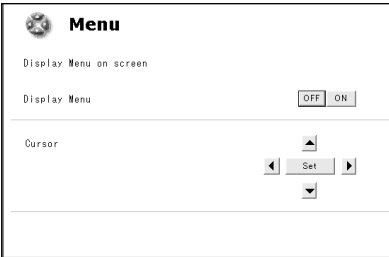 Menu
Display Menu on screen
Display Menu OFF ON
Cursor
Set